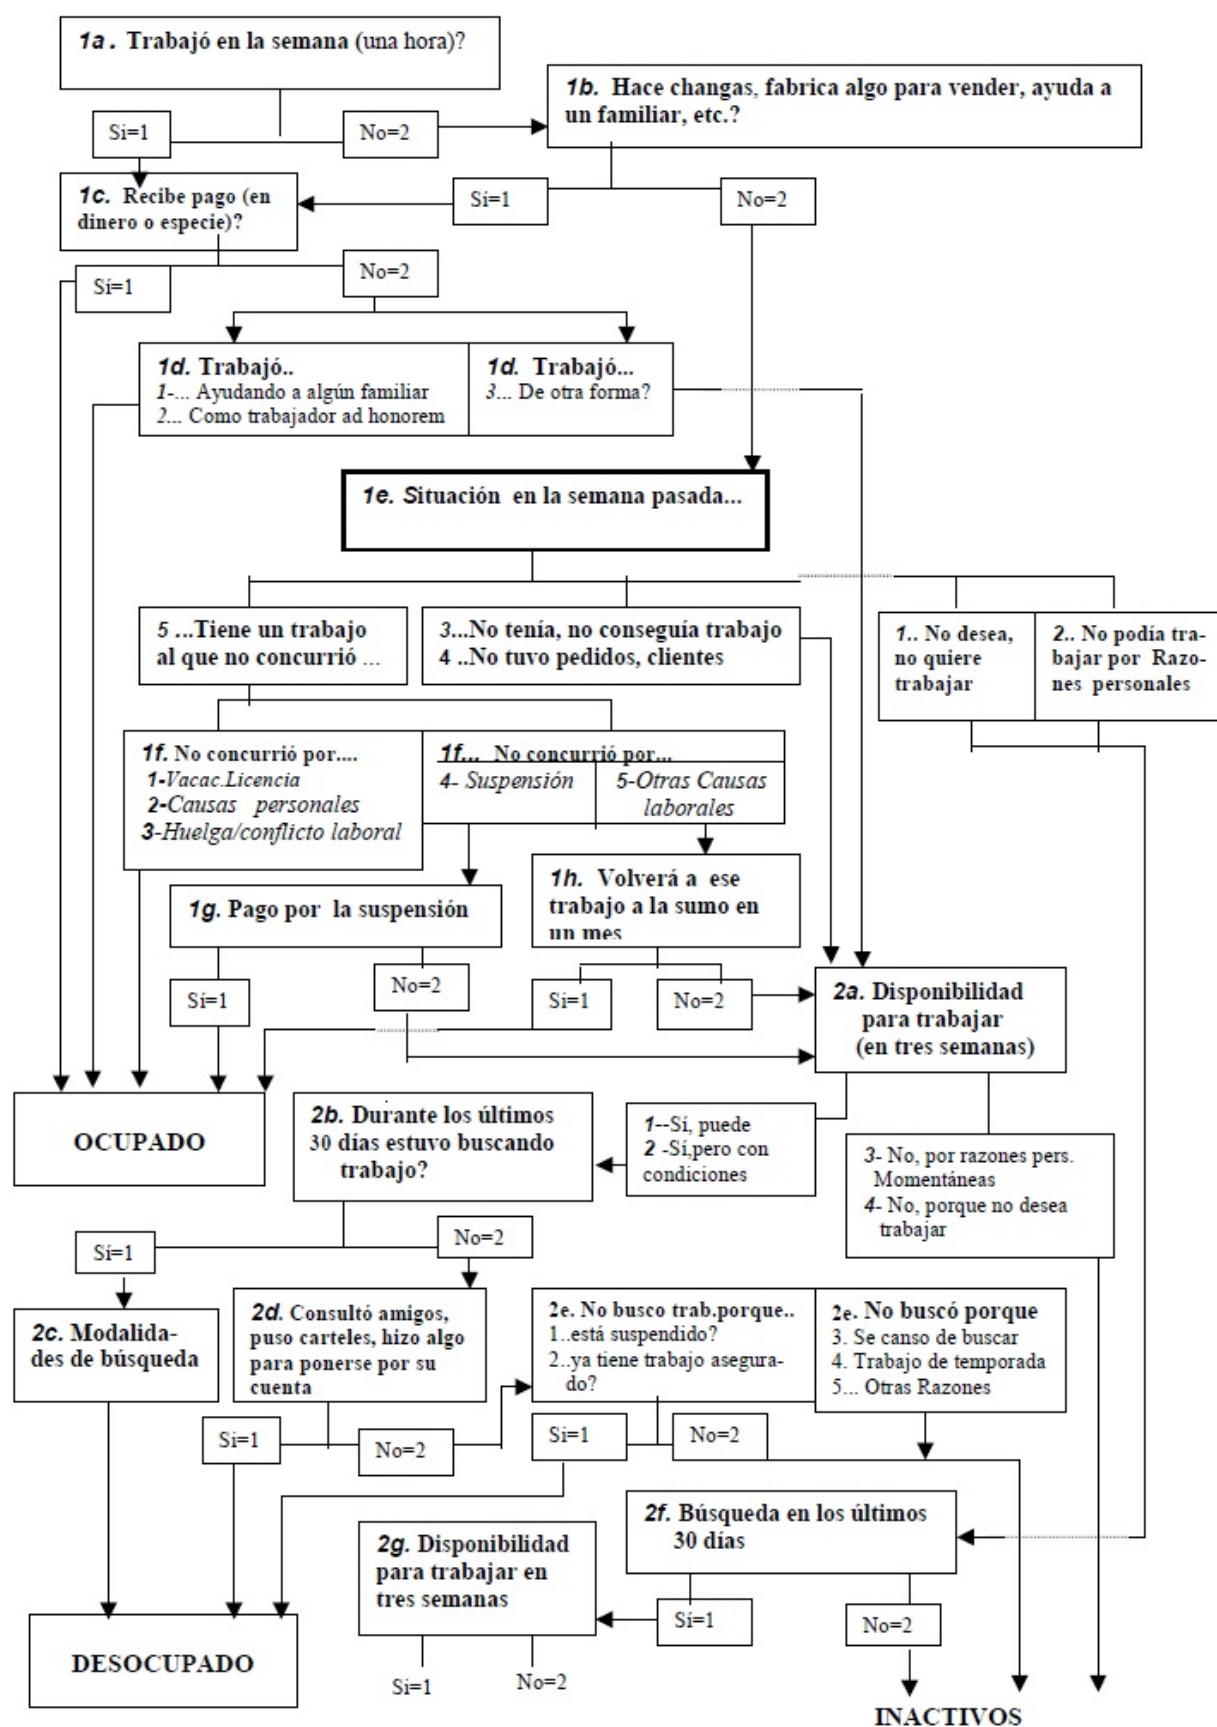 1a . Trabajó en la semana (una hora)?
1b. Hace changas, fabrica algo para vender, ayuda a
un familiar, etc.?
Si=1
No=2
1c. Recibe pago (en
dinero o especie)?
Sí=1
No=2
Sí=1
No=2
1d. Trabajó..
1-... Ayudando a algún familiar
2... Como trabajador ad honorem
1d. Trabajó...
3... De otra forma?
1e. Situación en la semana pasada...
5 ...Tiene un trabajo
al que no concurrió ...
3...No tenía, no conseguía trabajo
4 ..No tuvo pedidos, clientes
1.. No desea,
no quiere
trabajar
2.. No podía tra-
bajar por Razo-
nes personales
1f. No concurrió por....
1-Vacac.Licencia
2-Causas personales
3-Huelga/conflicto laboral
1f... No concurrió por...
4- Suspensión
5-Otras Causas
laborales
1g. Pago por la suspensión
1h. Volverá a ese
trabajo a la sumo en
un mes
Sí=1
No=2
Si=1
No=2
2a. Disponibilidad
para trabajar
(en tres semanas)
OCUPADO
2b. Durante los últimos
30 días estuvo buscando
trabajo?
1--Sí, puede
2 -Sí,pero con
condiciones
3- No, por razones pers.
Momentáneas
4- No, porque no desea
trabajar
Sí=1
No=2
2c. Modalida-
des de búsqueda
2d. Consultó amigos,
puso carteles, hizo algo
para ponerse por su
cuenta
2e. No busco trab.porque..
1..está suspendido?
2..ya tiene trabajo asegura-
do?
2e. No buscó porque
3. Se canso de buscar
4. Trabajo de temporada
5... Otras Razones
Si=1
No=2
Si=1
No=2
2f. Búsqueda en los últimos
30 días
2g. Disponibilidad
para trabajar en
tres semanas
Sí=1
No=2
DESOCUPADO
Si=1
No=2
INACTIVOS